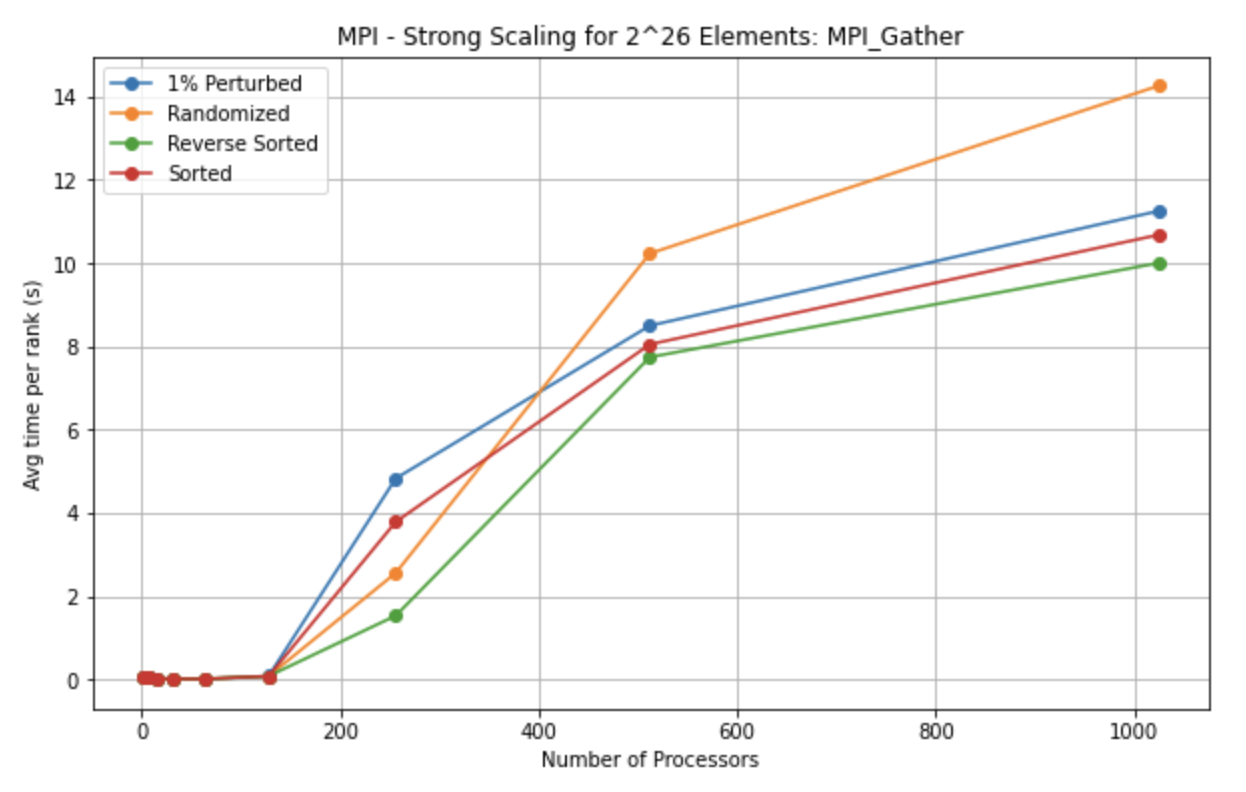 MPI - Strong Scaling for 2^26 Elements: MPI_Gather
1% Perturbed
Randomized
Reverse Sorted
Sorted
Avg time per rank (s)
14
12
10
8
6
4
2
0
0 200 400 600 800 1000
Number of Processors